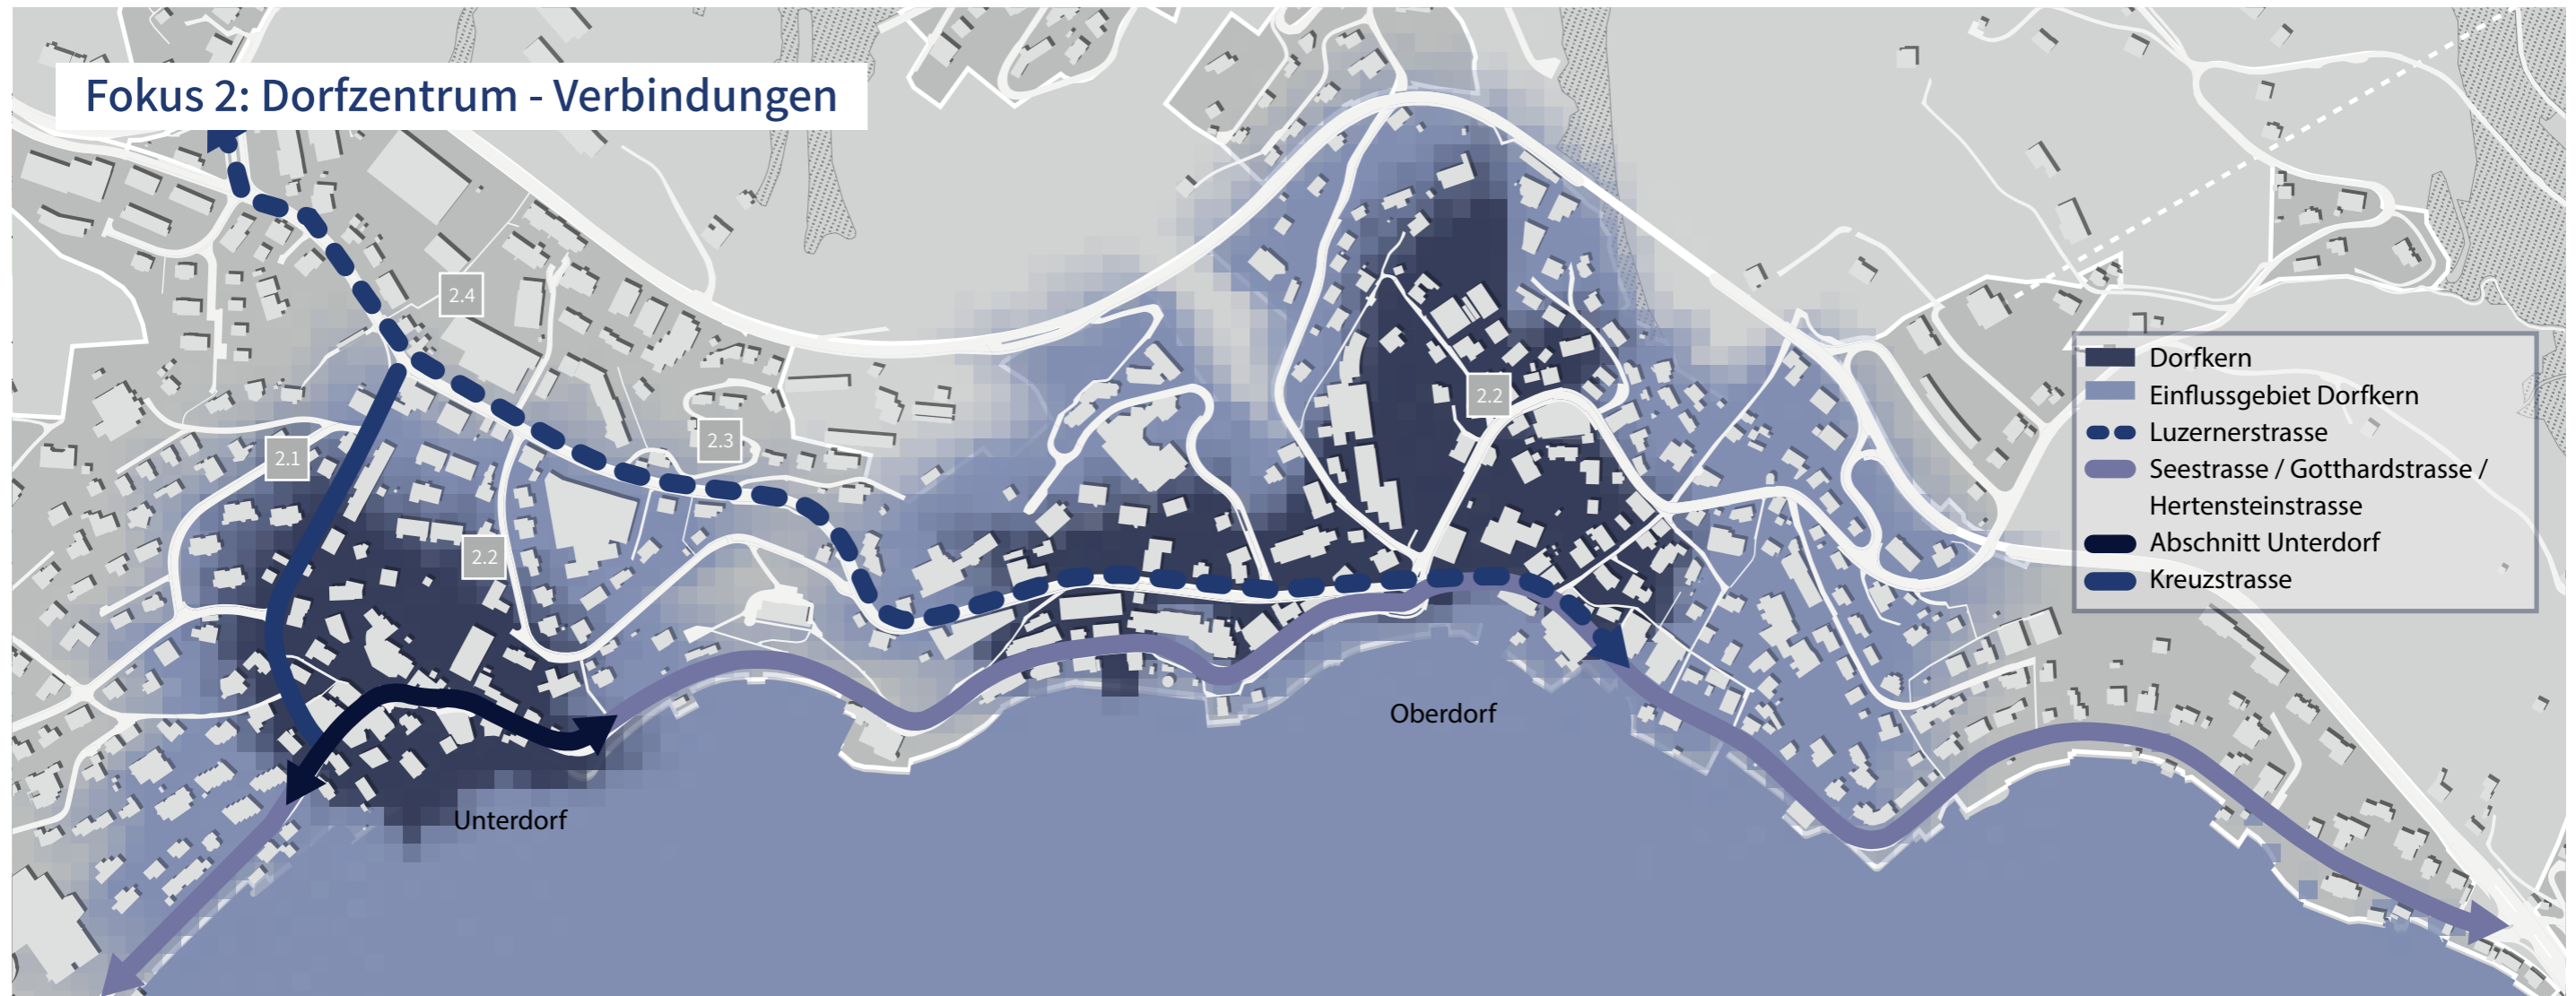 Fokus 2: Dorfzentrum - Verbindungen
2.4
2.2
2.3
2.1
2.2
Dorfkern
Einflussgebiet Dorfkern
Luzernerstrasse
Seestrasse / Gotthardstrasse /
Hertensteinstrasse
Abschnitt Unterdorf
Kreuzstrasse
Oberdorf
Unterdorf